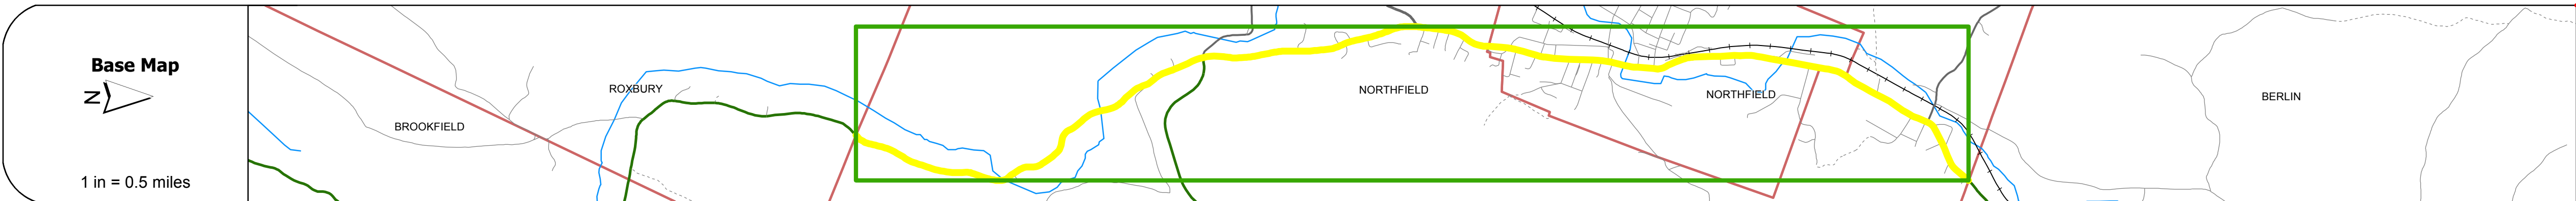 Base Map
N
1 in = 0.5 miles
BROOKFIELD
ROXBURY
NORTHFIELD
NORTHFIELD
BERLIN